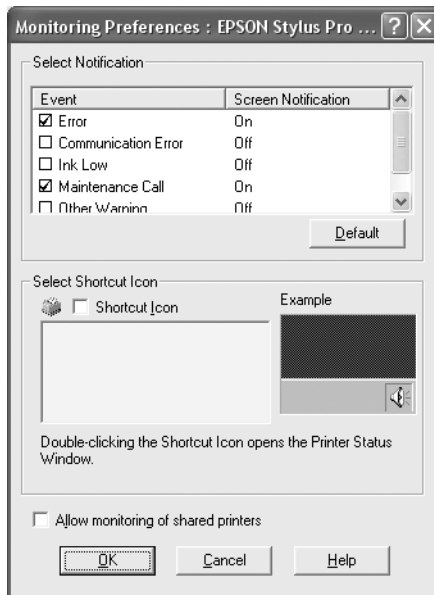 Monitoring Preferences : EPSON Stylus Pro ...
Select Notification
Event Screen Notification
Error On
Communication Error Off
Ink Low Off
Maintenance Call On
Other Warning Off
Default
Select Shortcut Icon
Shortcut Icon
Example
Double-clicking the Shortcut Icon opens the Printer Status
Window.
Allow monitoring of shared printers
OK Cancel Help